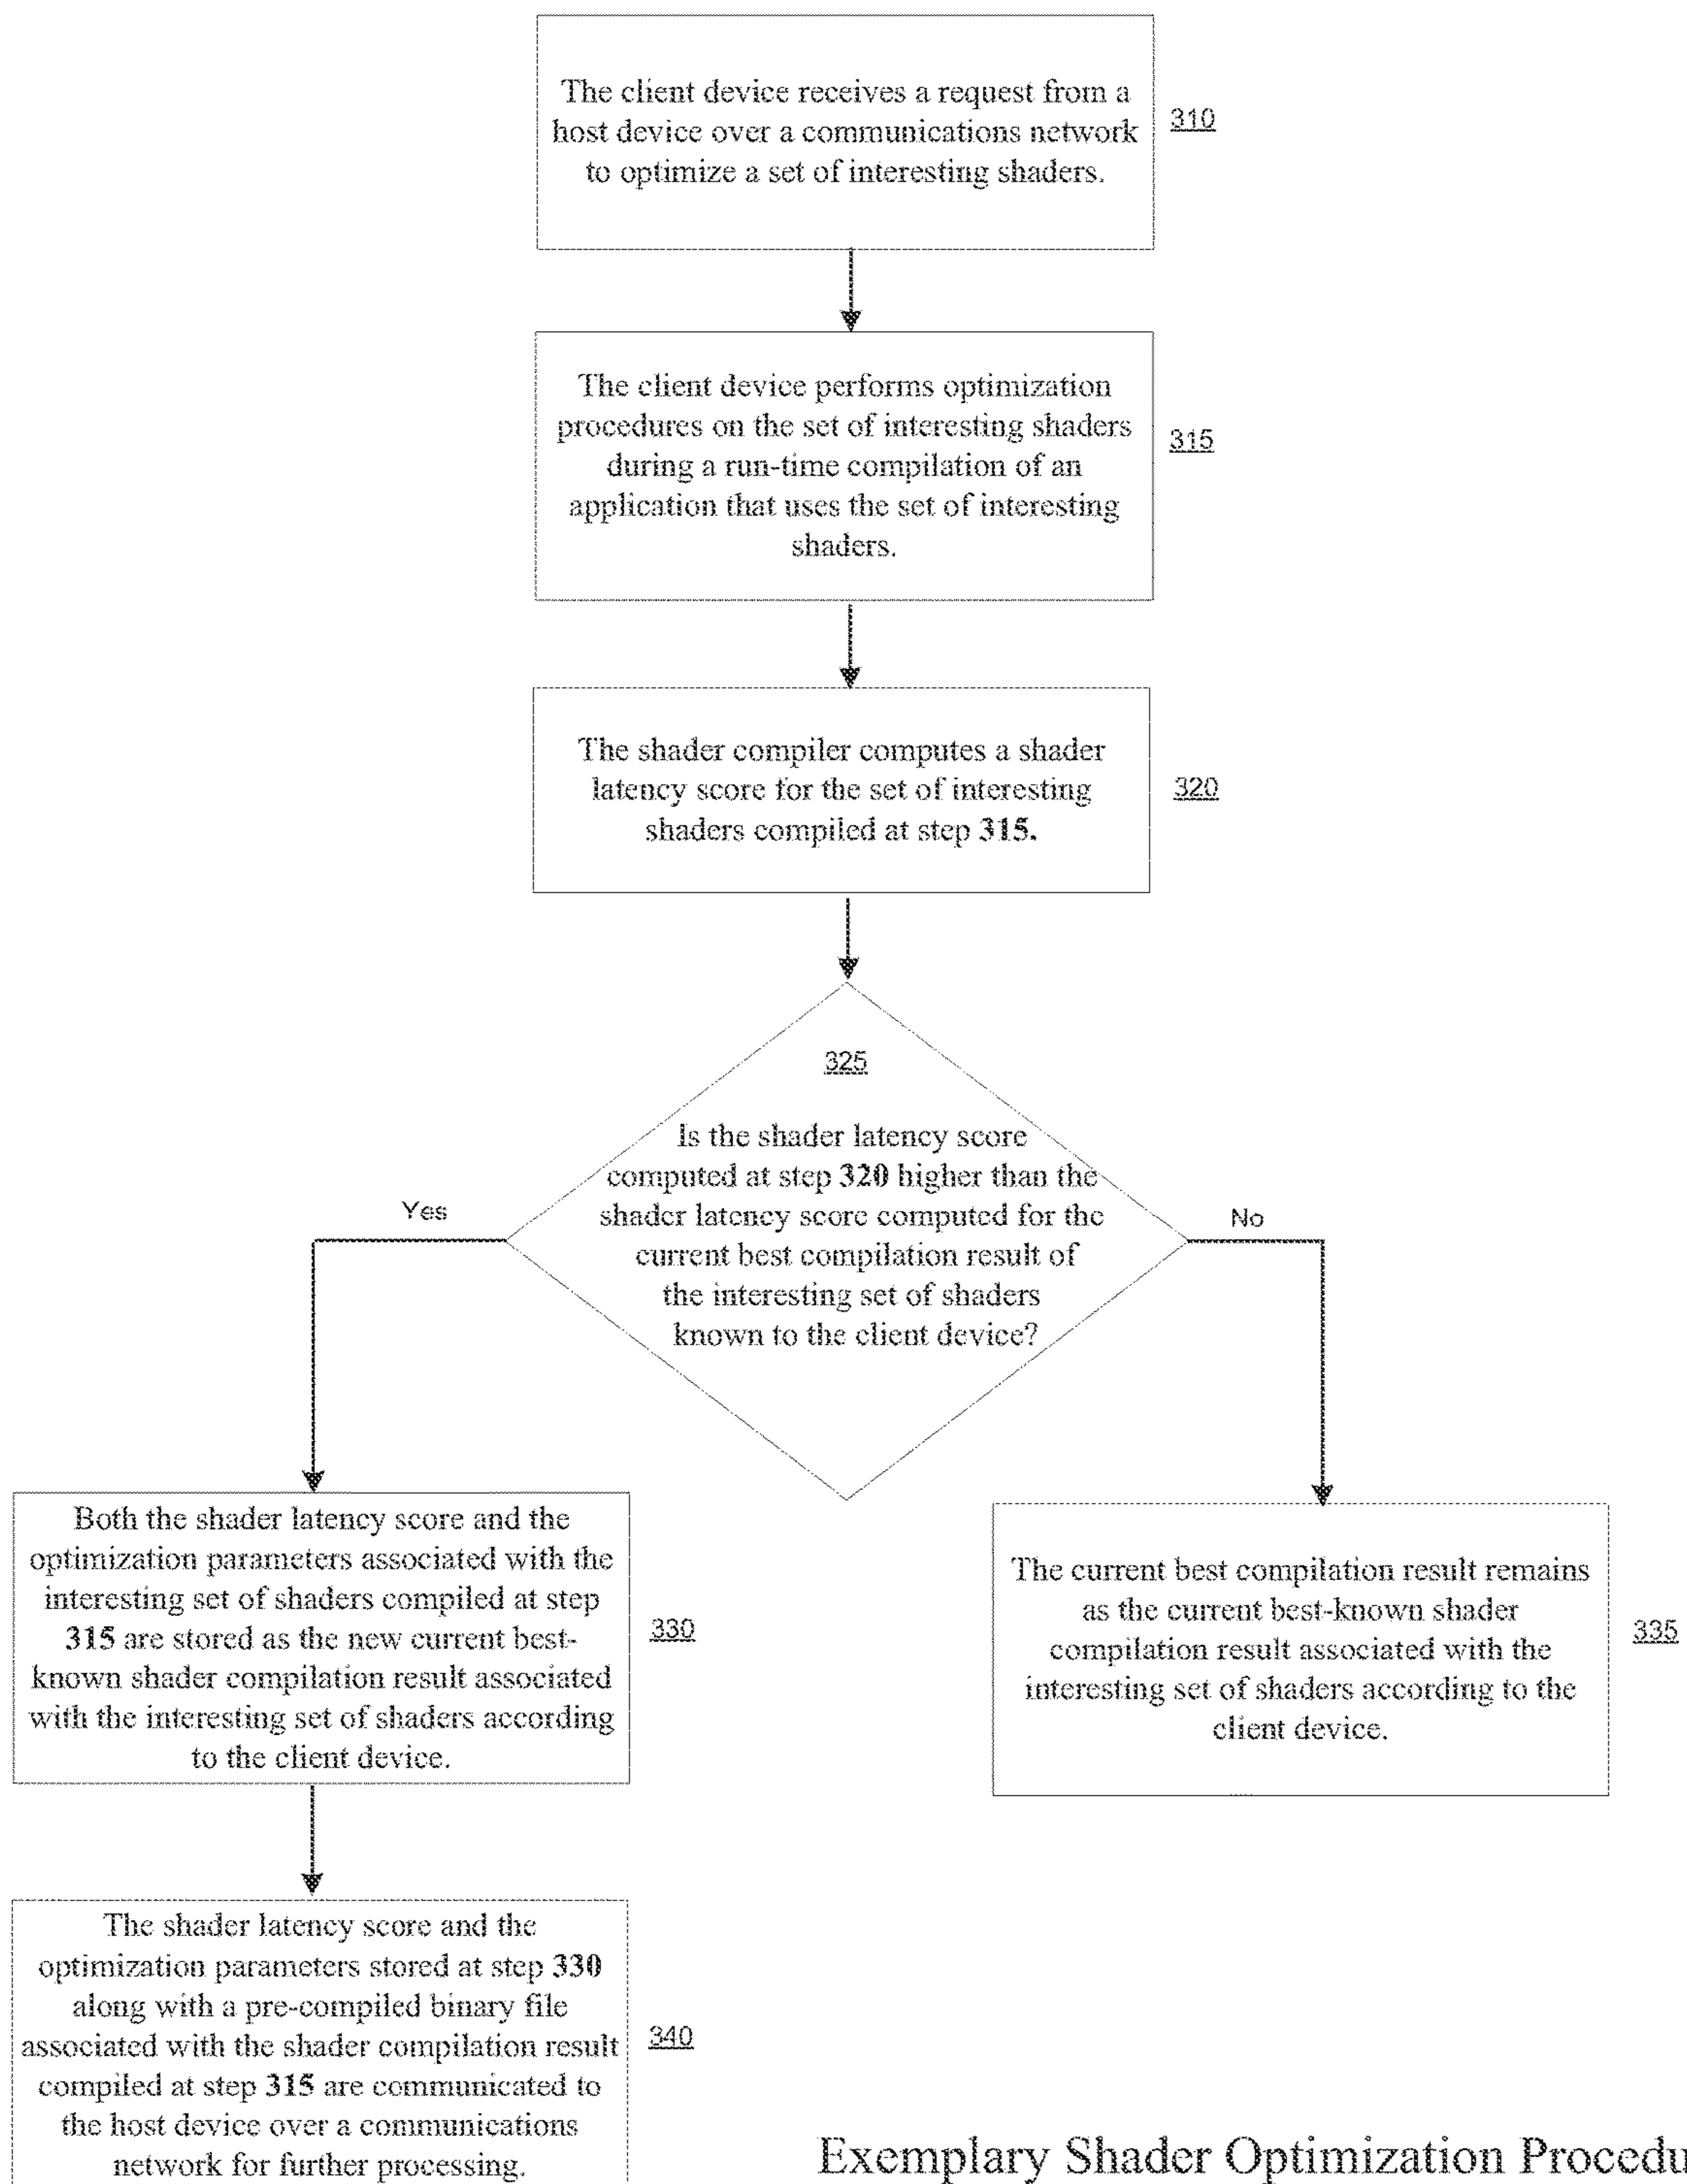 The client device receives a request from a
host device over a communications network
to optimize a set of interesting shaders.
310
The client device performs optimization
procedures on the set of interesting shaders
during a run-time compilation of an
application that uses the set of interesting
shaders.
315
The shader compiler computes a shader
latency score for the set of interesting
shaders compiled at step 315.
320
325
Is the shader latency score
computed at step 320 higher than the
shader latency score computed for the
current best compilation result of
the interesting set of shaders
known to the client device?
Yes
No
Both the shader latency score and the
optimization parameters associated with the
interesting set of shaders compiled at step
315 are stored as the new current best-
known shader compilation result associated
with the interesting set of shaders according
to the client device.
330
The current best compilation result remains
as the current best-known shader
compilation result associated with the
interesting set of shaders according to the
client device.
335
The shader latency score and the
optimization parameters stored at step 330
along with a pre-compiled binary file
associated with the shader compilation result
compiled at step 315 are communicated to
the host device over a communications
network for further processing.
340
Exemplary Shader Optimization Procedu